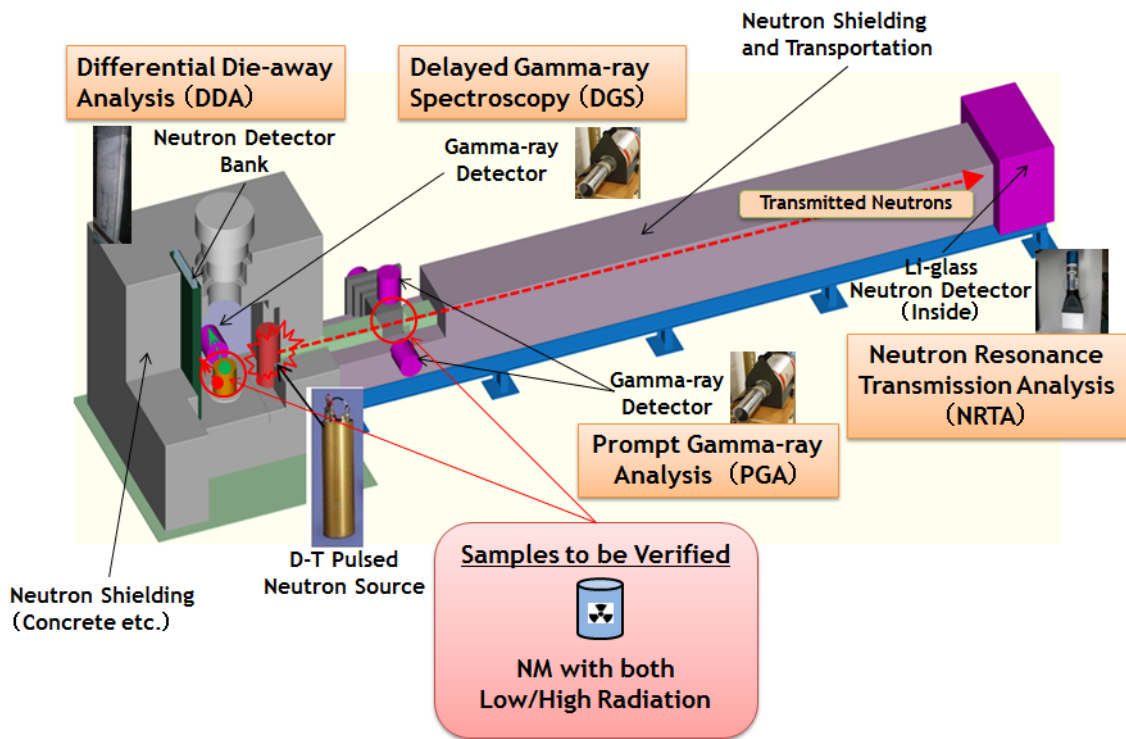 Neutron Shielding
and Transportation
Differential Die-away
Analysis（DDA）
Delayed Gamma-ray
Spectroscopy（DGS）
Neutron Detector
Bank
Gamma-ray
Detector
Transmitted Neutrons
Li-glass
Neutron Detector
(Inside)
Neutron Resonance
Transmission Analysis
（NRTA）
Gamma-ray
Detector
Prompt Gamma-ray
Analysis（PGA）
D-T Pulsed
Neutron Source
Neutron Shielding
（Concrete etc.）
Samples to be Verified
NM with both
Low/High Radiation